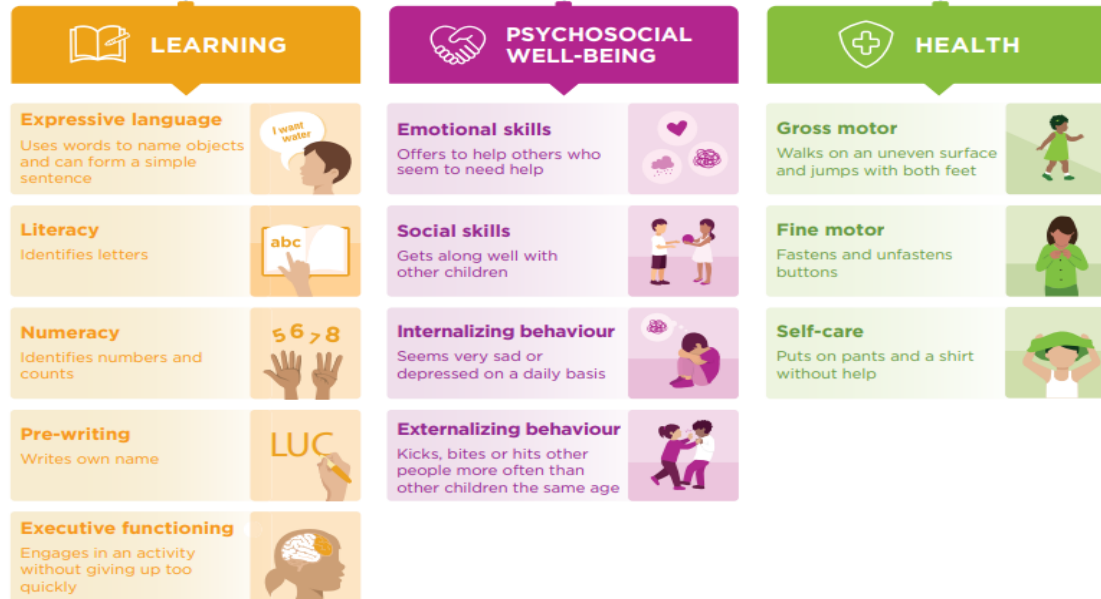 LEARNING
Expressive language
Uses words to name objects
and can form a simple
sentence
I want
water
Literacy
Identifies letters
abc
Numeracy
Identifies numbers and
counts
5 6 7 8
Pre-writing
Writes own name
LUC
Executive functioning
Engages in an activity
without giving up too
quickly
PSYCHOSOCIAL
WELL-BEING
Emotional skills
Offers to help others who
seem to need help
Social skills
Gets along well with
other children
Internalizing behaviour
Seems very sad or
depressed on a daily basis
Externalizing behaviour
Kicks, bites or hits other
people more often than
other children the same age
HEALTH
Gross motor
Walks on an uneven surface
and jumps with both feet
Fine motor
Fastens and unfastens
buttons
Self-care
Puts on pants and a shirt
without help